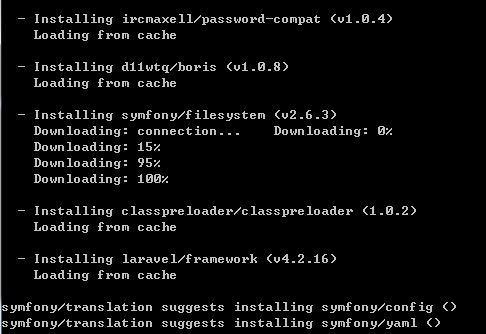 - Installing ircmaxell/password-compat (v1.0.4)
Loading from cache
- Installing d11wtq/boris (v1.0.8)
Loading from cache
- Installing symfony/filesystem (v2.6.3)
Downloading: connection...    Downloading: 0%
Downloading: 15%
Downloading: 95%
Downloading: 100%
- Installing classpreloader/classpreloader (1.0.2)
Loading from cache
- Installing laravel/framework (v4.2.16)
Loading from cache
symfony/translation suggests installing symfony/config ()
symfony/translation suggests installing symfony/yaml ()